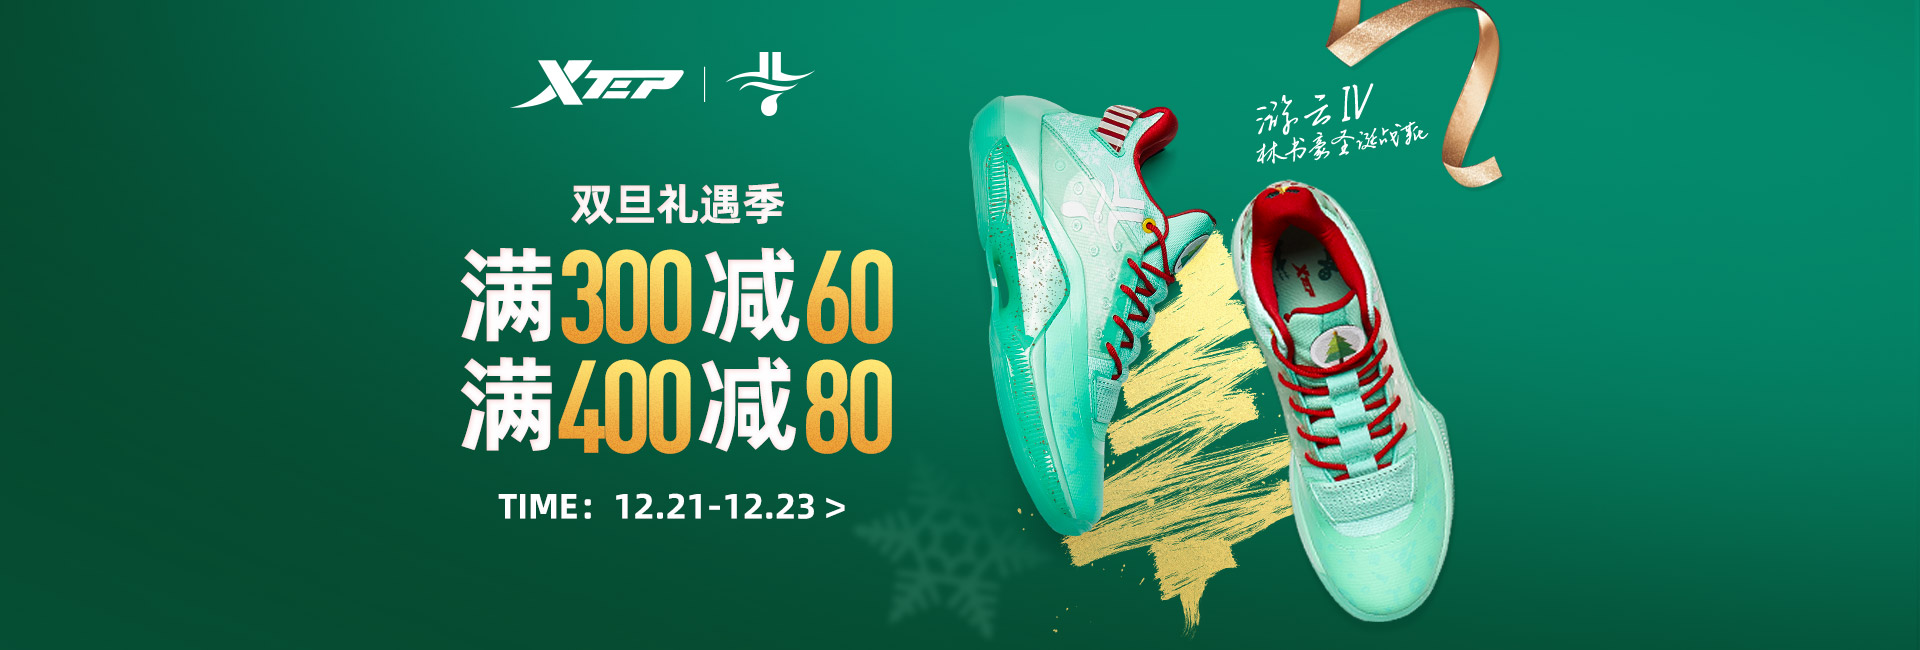 XTEP
双旦礼遇季
满300减60
满400减80
TIME：12.21-12.23 >
游云IV
林书豪圣诞战靴
XTEP